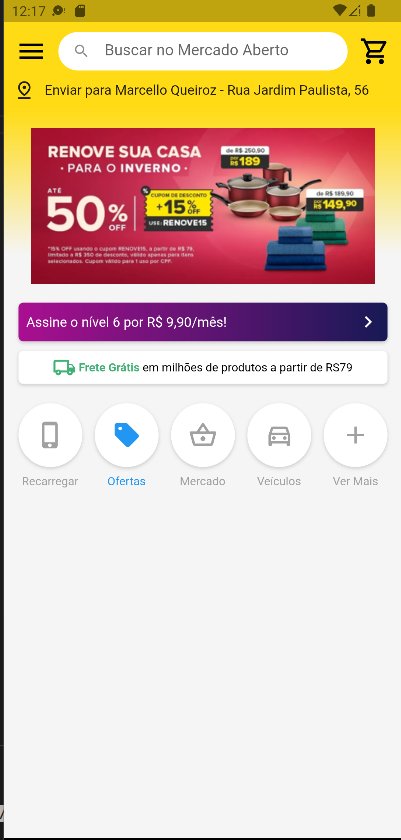 12:17
Buscar no Mercado Aberto
Enviar para Marcello Queiroz - Rua Jardim Paulista, 56
RENOVE SUA CASA
· PARA O INVERNO ·
ATÉ
50% OFF
% CUPOM DE DESCONTO
+15% OFF
USE: RENOVE15
*15% OFF usando o cupom RENOVE15, a partir de R$ 79,
limitado a R$ 350 de desconto, válido apenas para itens
selecionados. Cupom válido para 1 uso por CPF.
de R$ 250,90
por R$ 189
de R$ 189,90
por R$ 149,90
Assine o nível 6 por R$ 9,90/mês!
Frete Grátis em milhões de produtos a partir de RS79
Recarregar
Ofertas
Mercado
Veículos
Ver Mais